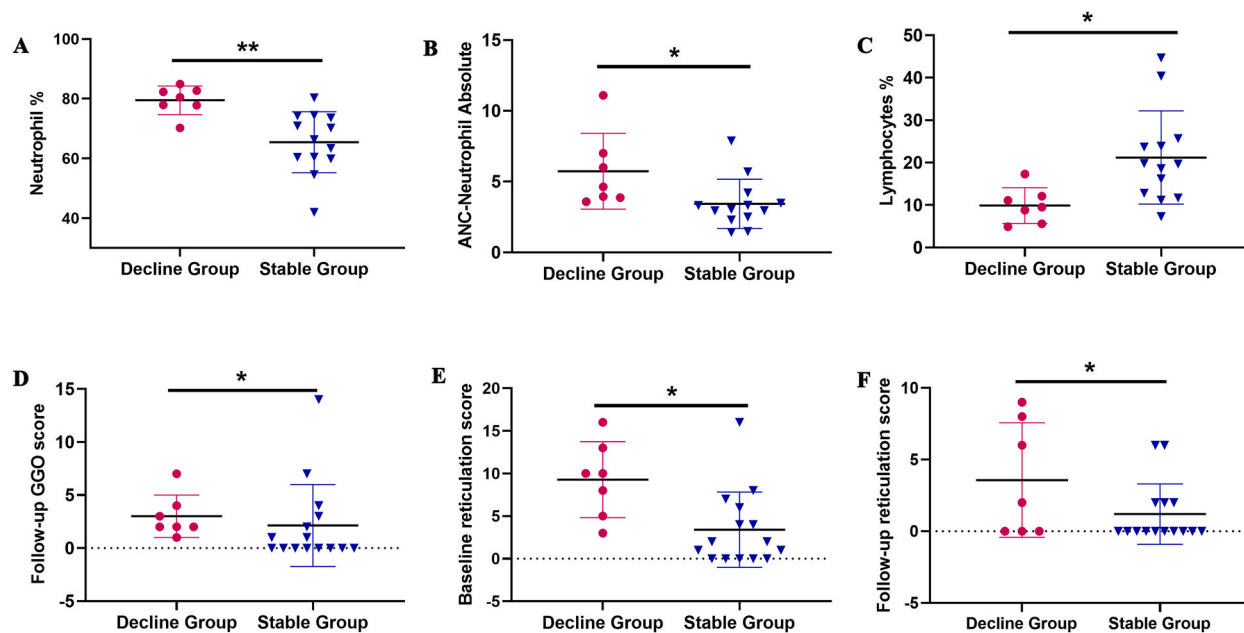 A
Neutrophil %
100
80
60
40
**
Decline Group Stable Group
B
ANC-Neutrophil Absolute
15
10
5
0
*
Decline Group Stable Group
C
Lymphocytes %
50
40
30
20
10
0
*
Decline Group Stable Group
D
Follow-up GGO score
15
10
5
0
-5
*
Decline Group Stable Group
E
Baseline reticulation score
20
15
10
5
0
-5
*
Decline Group Stable Group
F
Follow-up reticulation score
10
5
0
-5
*
Decline Group Stable Group